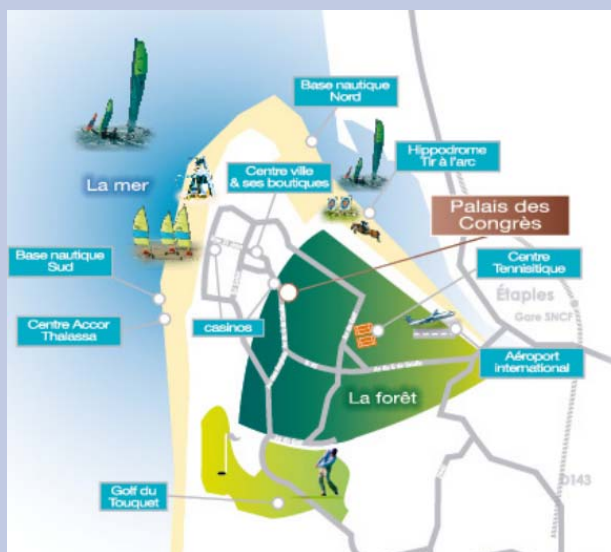 Base nautique
Nord
Hippodrome
Tir à l'arc
La mer
Centre ville
& ses boutiques
Palais des
Congrès
Base nautique
Sud
Centre
Tennisitique
Étaples
Gare SNCF
Centre Accor
Thalassa
casinos
Aéroport
international
La forêt
Golf du
Touquet
D143